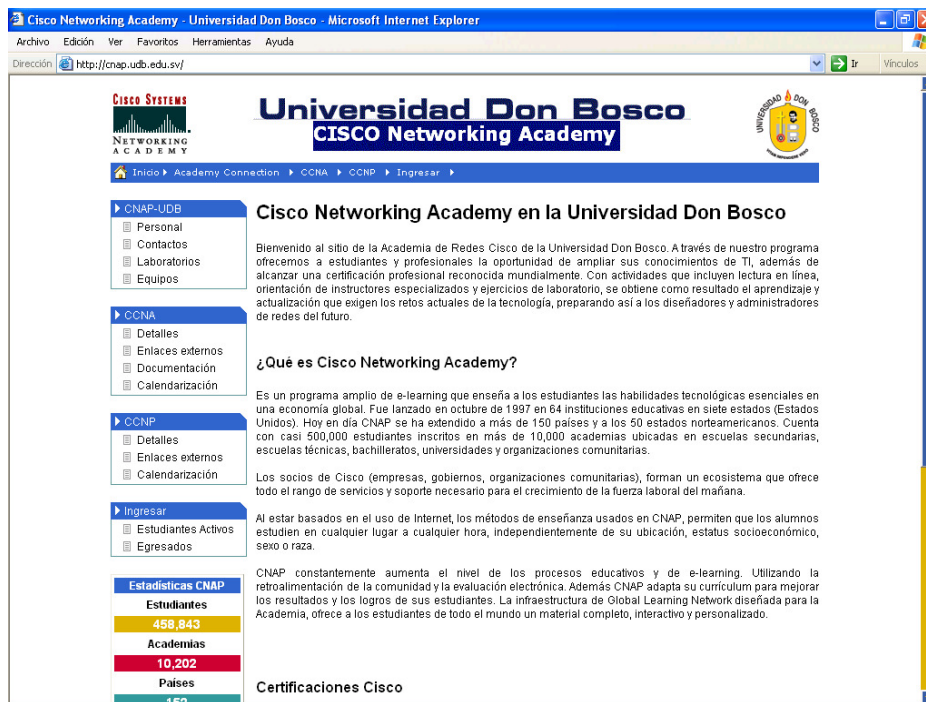 Cisco Networking Academy - Universidad Don Bosco - Microsoft Internet Explorer
Archivo Edición Ver Favoritos Herramientas Ayuda
Dirección http://cnap.udb.edu.sv/ Ir Vínculos
CISCO SYSTEMS
NETWORKING
ACADEMY
Universidad Don Bosco
CISCO Networking Academy
UNIVERSIDAD DON BOSCO
Inicio Academy Connection CCNA CCNP Ingresar
CNAP-UDB
Personal
Contactos
Laboratorios
Equipos
CCNA
Detalles
Enlaces externos
Documentación
Calendarización
CCNP
Detalles
Enlaces externos
Calendarización
Ingresar
Estudiantes Activos
Egresados
Estadísticas CNAP
Estudiantes
458,843
Academias
10,202
Países
Cisco Networking Academy en la Universidad Don Bosco
Bienvenido al sitio de la Academia de Redes Cisco de la Universidad Don Bosco. A través de nuestro programa
ofrecemos a estudiantes y profesionales la oportunidad de ampliar sus conocimientos de TI, además de
alcanzar una certificación profesional reconocida mundialmente. Con actividades que incluyen lectura en línea,
orientación de instructores especializados y ejercicios de laboratorio, se obtiene como resultado el aprendizaje y
actualización que exigen los retos actuales de la tecnología, preparando así a los diseñadores y administradores
de redes del futuro.
¿Qué es Cisco Networking Academy?
Es un programa amplio de e-learning que enseña a los estudiantes las habilidades tecnológicas esenciales en
una economía global. Fue lanzado en octubre de 1997 en 64 instituciones educativas en siete estados (Estados
Unidos). Hoy en día CNAP se ha extendido a más de 150 países y a los 50 estados norteamericanos. Cuenta
con casi 500,000 estudiantes inscritos en más de 10,000 academias ubicadas en escuelas secundarias,
escuelas técnicas, bachilleratos, universidades y organizaciones comunitarias.
Los socios de Cisco (empresas, gobiernos, organizaciones comunitarias), forman un ecosistema que ofrece
todo el rango de servicios y soporte necesario para el crecimiento de la fuerza laboral del mañana.
Al estar basados en el uso de Internet, los métodos de enseñanza usados en CNAP, permiten que los alumnos
estudien en cualquier lugar a cualquier hora, independientemente de su ubicación, estatus socioeconómico,
sexo o raza.
CNAP constantemente aumenta el nivel de los procesos educativos y de e-learning. Utilizando la
retroalimentación de la comunidad y la evaluación electrónica. Además CNAP adapta su currículum para mejorar
los resultados y los logros de sus estudiantes. La infraestructura de Global Learning Network diseñada para la
Academia, ofrece a los estudiantes de todo el mundo un material completo, interactivo y personalizado.
Certificaciones Cisco